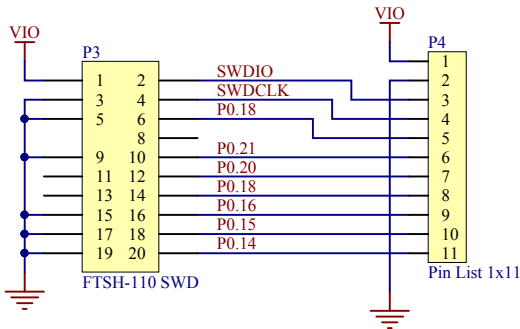 VIO
VIO
P3
P4
1 2 SWDIO 1
3 4 SWDCLK 2
5 6 P0.18 3
8 4
9 10 P0.21 5
11 12 P0.20 6
13 14 P0.18 7
15 16 P0.16 8
17 18 P0.15 9
19 20 P0.14 10
11
FTSH-110 SWD
Pin List 1x11